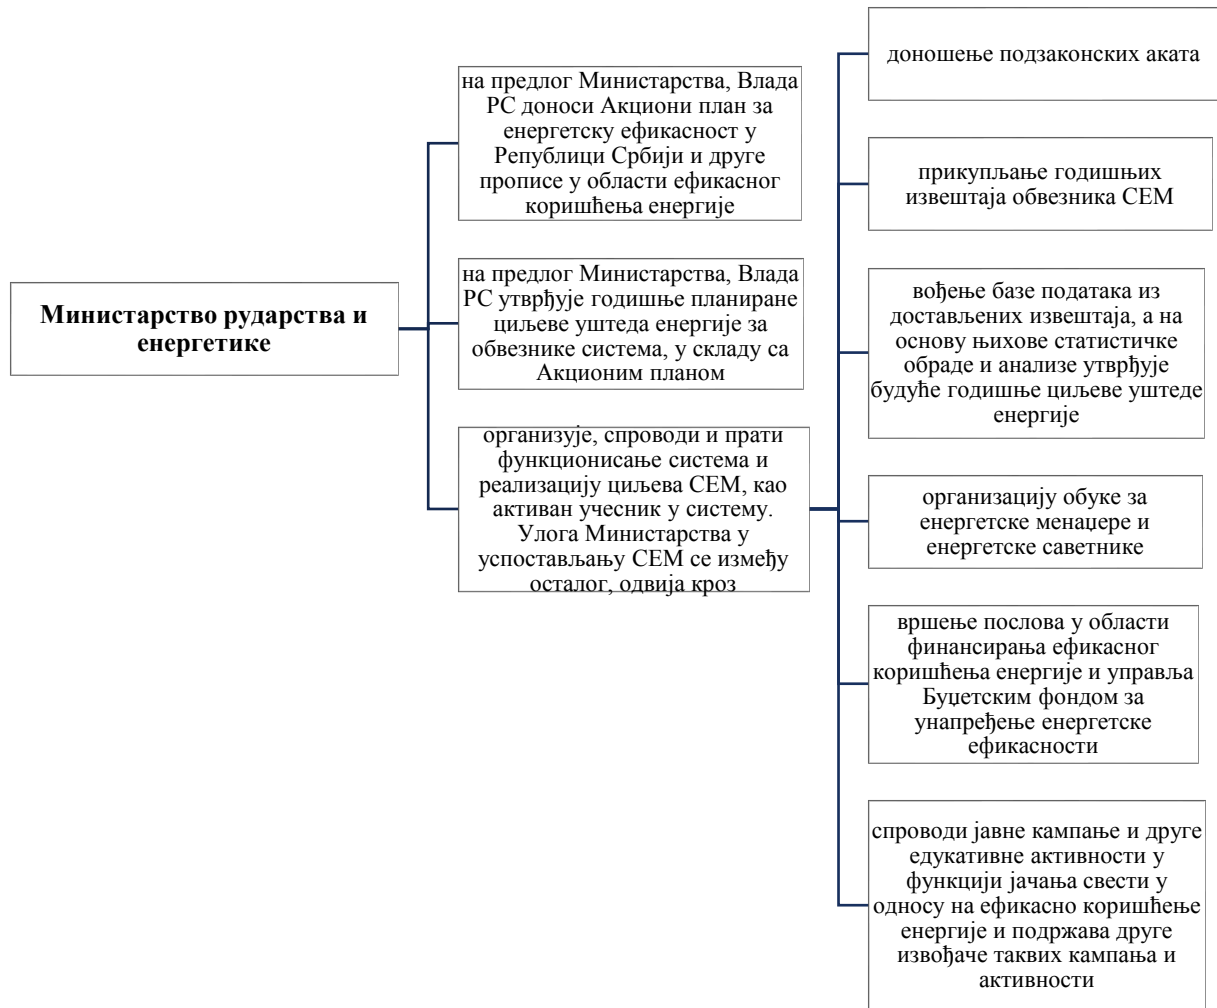 Министарство рударства и
енергетике
на предлог Министарства, Влада
РС доноси Акциони план за
енергетску ефикасност у
Републици Србији и друге
прописе у области ефикасног
коришћења енергије
на предлог Министарства, Влада
РС утврђује годишње планиране
циљеве уштеда енергије за
обвезнике система, у складу са
Акционим планом
организује, спроводи и прати
функционисање система и
реализацију циљева СЕМ, као
активан учесник у систему.
Улога Министарства у
успостављању СЕМ се између
осталог, одвија кроз
доношење подзаконских аката
прикупљање годишњих
извештаја обвезника СЕМ
вођење базе података из
достављених извештаја, а на
основу њихове статистичке
обраде и анализе утврђује
будуће годишње циљеве уштеде
енергије
организацију обуке за
енергетске менаџере и
енергетске саветнике
вршење послова у области
финансирања ефикасног
коришћења енергије и управља
Буџетским фондом за
унапређење енергетске
ефикасности
спроводи јавне кампање и друге
едукативне активности у
функцији јачања свести у
односу на ефикасно коришћење
енергије и подржава друге
извођаче таквих кампања и
активности